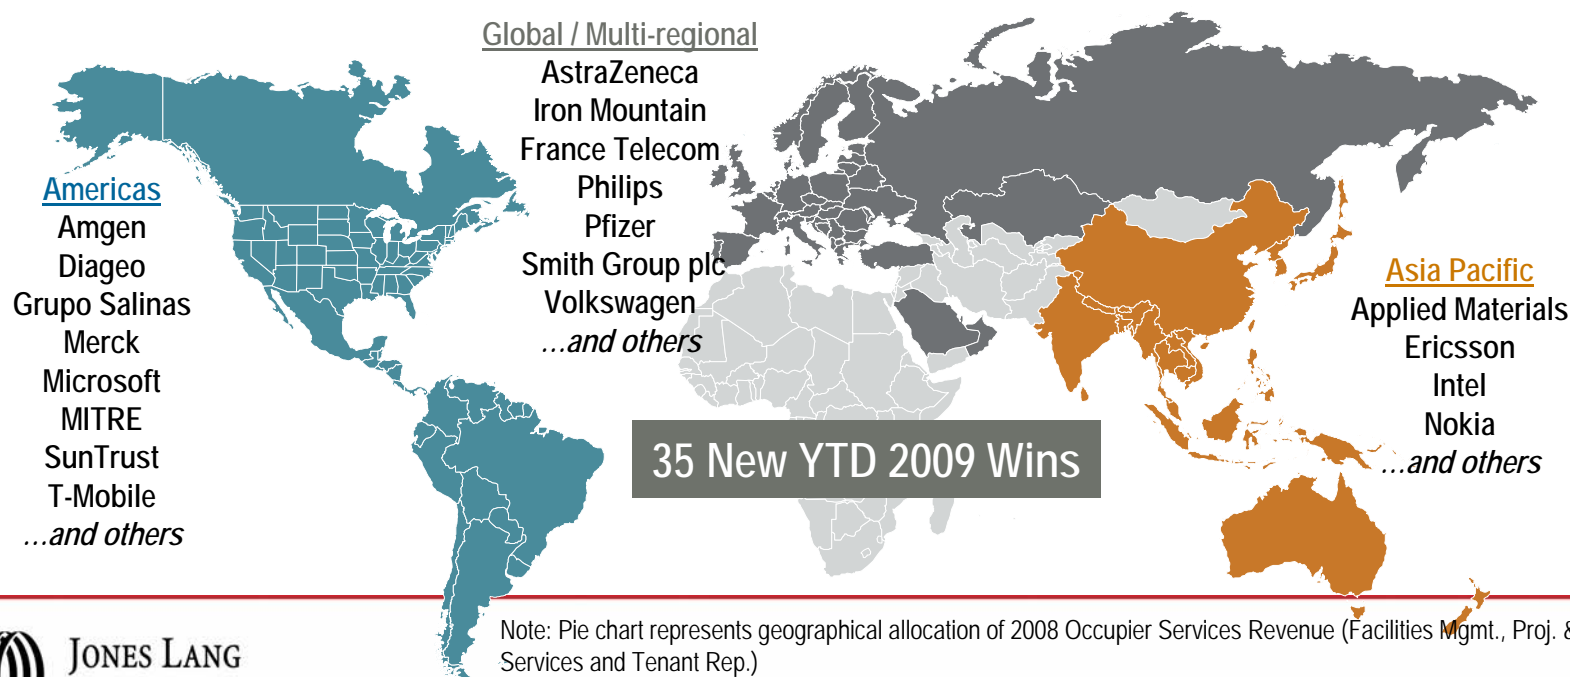 Global / Multi-regional
AstraZeneca
Iron Mountain
France Telecom
Philips
Pfizer
Smith Group plc
Volkswagen
...and others
Americas
Amgen
Diageo
Grupo Salinas
Merck
Microsoft
MITRE
SunTrust
T-Mobile
...and others
Asia Pacific
Applied Materials
Ericsson
Intel
Nokia
...and others
35 New YTD 2009 Wins
JONES LANG
Note: Pie chart represents geographical allocation of 2008 Occupier Services Revenue (Facilities Mgmt., Proj. &
Services and Tenant Rep.)